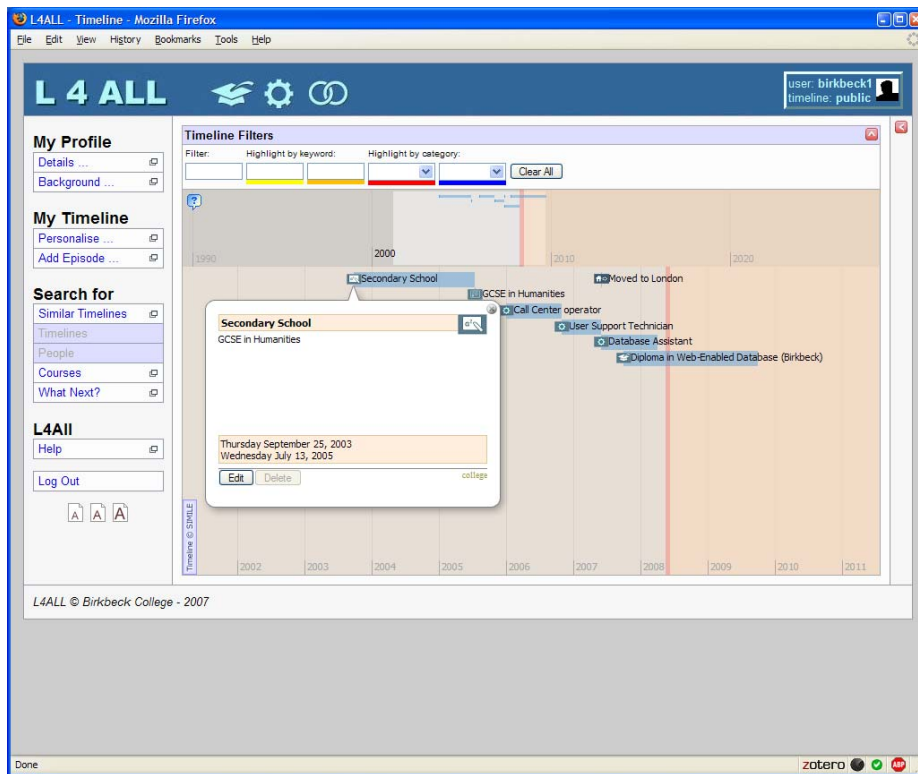 L4ALL - Timeline - Mozilla Firefox
File Edit View History Bookmarks Tools Help
L 4 ALL
user: birkbeck1
timeline: public
My Profile
Details ...
Background ...
My Timeline
Personalise ...
Add Episode ...
Search for
Similar Timelines
Timelines
People
Courses
What Next?
L4All
Help
Log Out
A A A
Timeline Filters
Filter: Highlight by keyword: Highlight by category:
Clear All
?
1990 2000 2010 2020
Secondary School
Moved to London
GCSE in Humanities
Call Center operator
User Support Technician
Database Assistant
Diploma in Web-Enabled Database (Birkbeck)
Secondary School
GCSE in Humanities
Thursday September 25, 2003
Wednesday July 13, 2005
Edit Delete
college
Timeline © SIMILE
2002 2003 2004 2005 2006 2007 2008 2009 2010 2011
L4ALL © Birkbeck College - 2007
Done
zotero
ABP